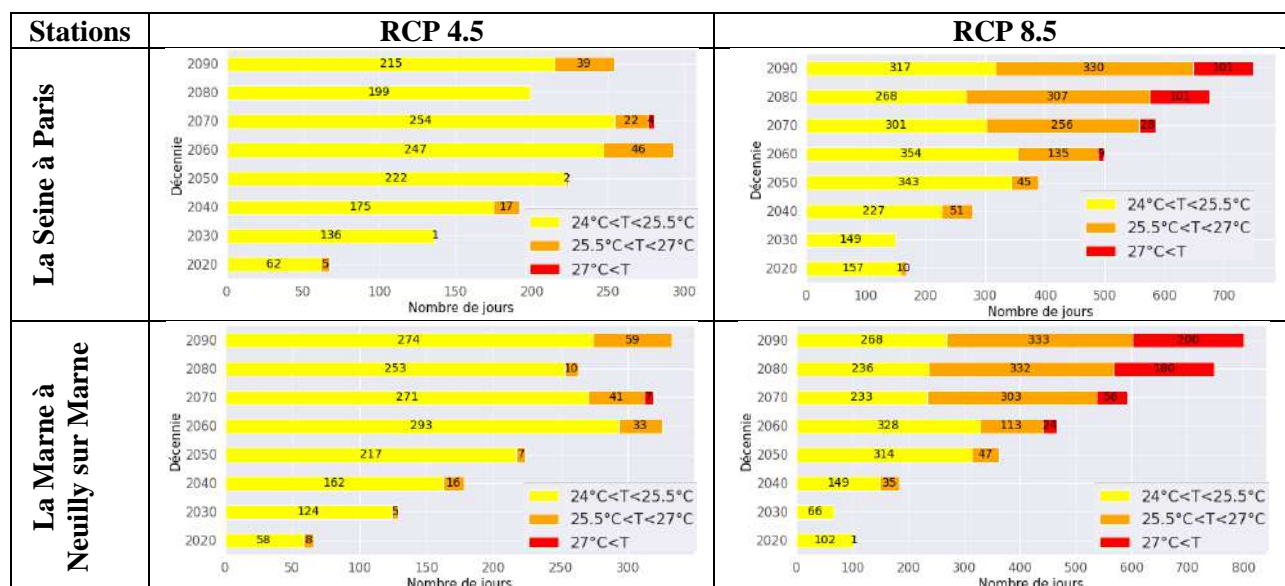 Stations RCP 4.5 RCP 8.5
La Seine à Paris
Décennie
2090 215 39
2080 199
2070 254 22 4
2060 247 46
2050 222 2
2040 175 17
2030 136 1
2020 62 5
24°C<T<25.5°C
25.5°C<T<27°C
27°C<T
0 50 100 150 200 250 300
Nombre de jours
Décennie
2090 317 330 101
2080 268 307 101
2070 301 256 28
2060 354 135 9
2050 343 45
2040 227 51
2030 149
2020 157 10
24°C<T<25.5°C
25.5°C<T<27°C
27°C<T
0 100 200 300 400 500 600 700
Nombre de jours
La Marne à
Neuilly sur Marne
Décennie
2090 274 59
2080 253 10
2070 271 41 7
2060 293 33
2050 217 7
2040 162 16
2030 124 5
2020 58 8
24°C<T<25.5°C
25.5°C<T<27°C
27°C<T
0 50 100 150 200 250 300
Nombre de jours
Décennie
2090 268 333 200
2080 236 332 180
2070 233 303 56
2060 328 113 24
2050 314 47
2040 149 35
2030 66
2020 102 1
24°C<T<25.5°C
25.5°C<T<27°C
27°C<T
0 100 200 300 400 500 600 700 800
Nombre de jours